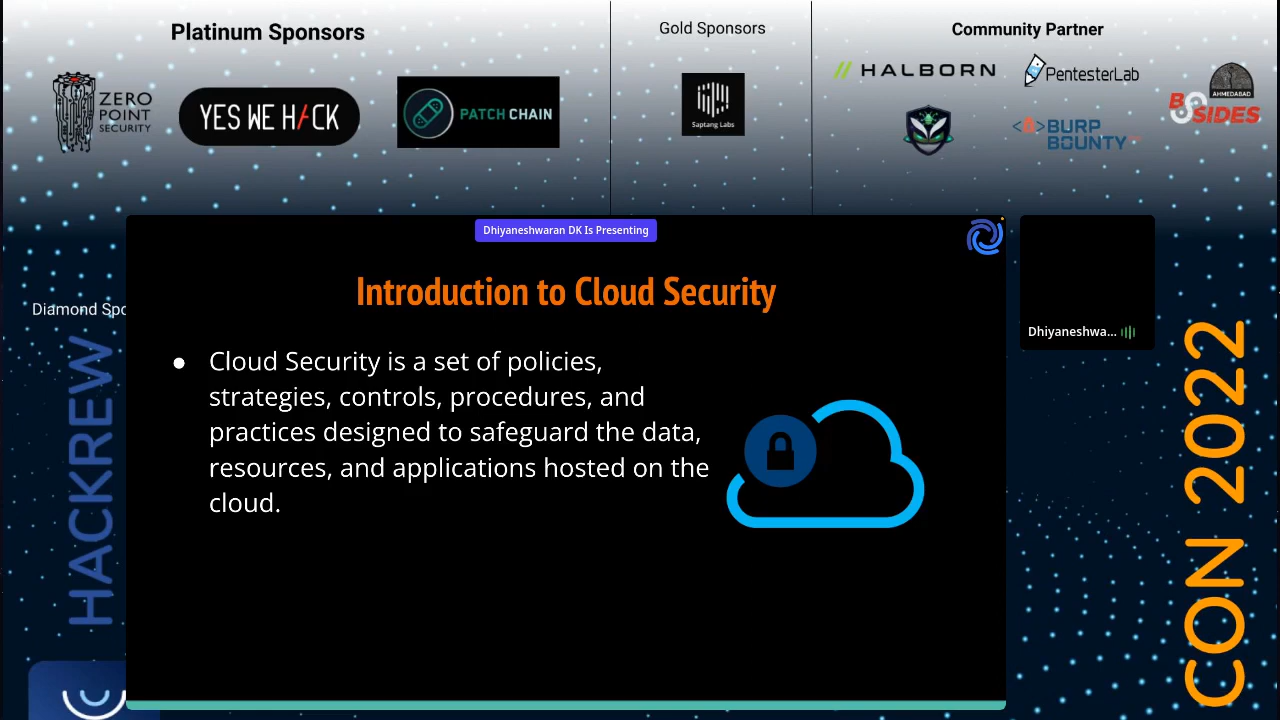 Platinum Sponsors
Gold Sponsors
Community Partner
ZERO
POINT
SECURITY
YES WE H/CK
PATCH CHAIN
Saptang Labs
HALBORN
PentesterLab
BURP
BOUNTY
AHMEDABAD
BSIDES
Dhiyaneshwaran DK Is Presenting
Introduction to Cloud Security
● Cloud Security is a set of policies,
strategies, controls, procedures, and
practices designed to safeguard the data,
resources, and applications hosted on the
cloud.
Dhiyaneshwa...
Diamond Spo
HACKREW
CON 2022